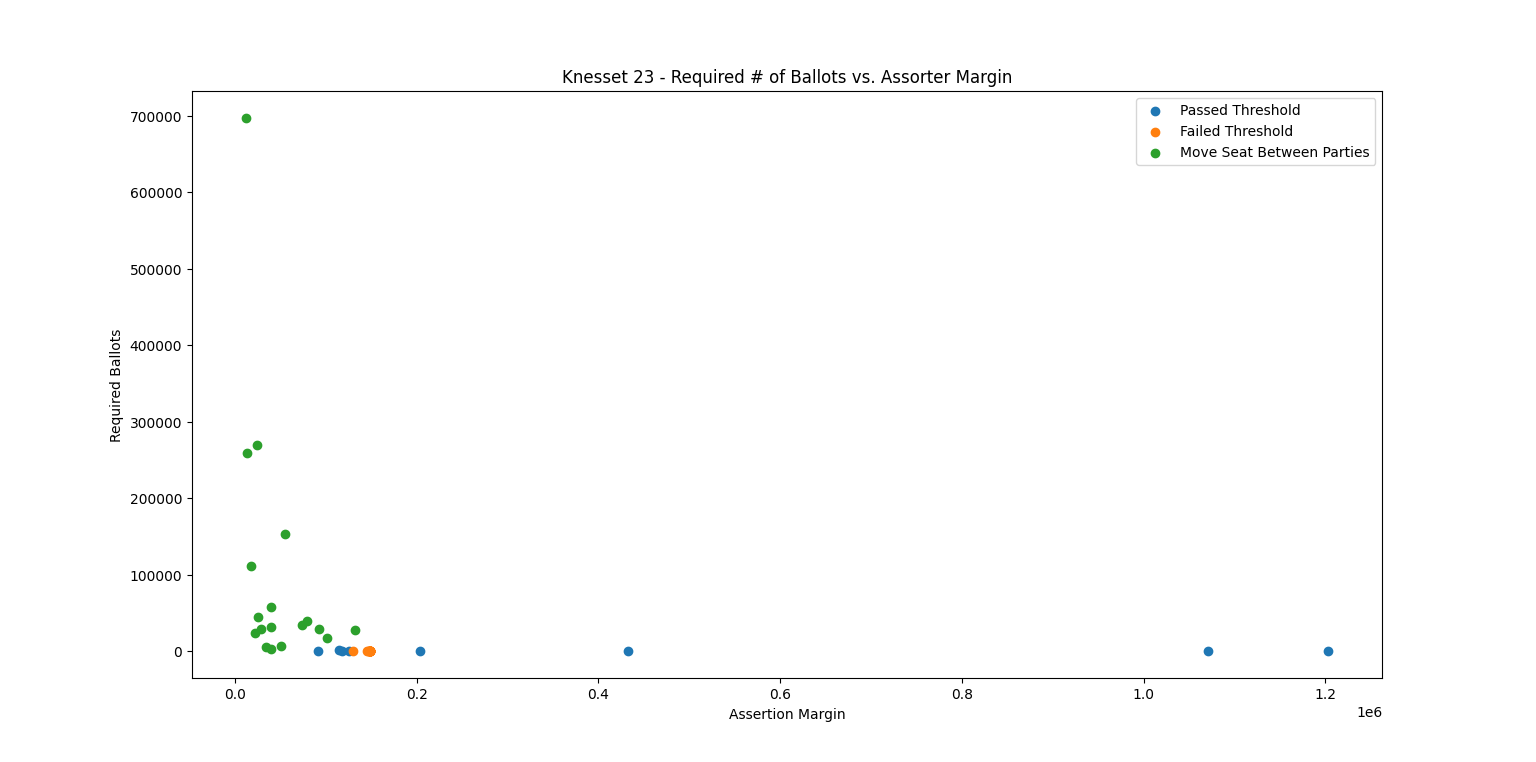 Knesset 23 - Required # of Ballots vs. Assorter Margin
Passed Threshold
Failed Threshold
Move Seat Between Parties
Required Ballots
700000
600000
500000
400000
300000
200000
100000
0
0.0 0.2 0.4 0.6 0.8 1.0 1.2
1e6
Assertion Margin